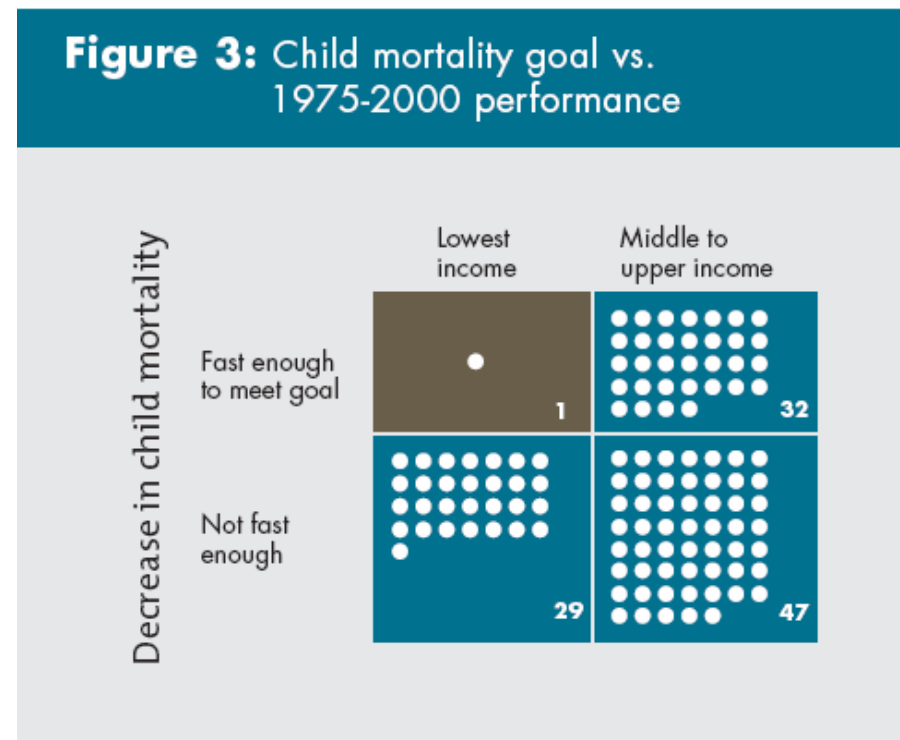 Figure 3: Child mortality goal vs.
1975-2000 performance
Decrease in child mortality
Lowest
income
Middle to
upper income
Fast enough
to meet goal
1
32
Not fast
enough
29
47